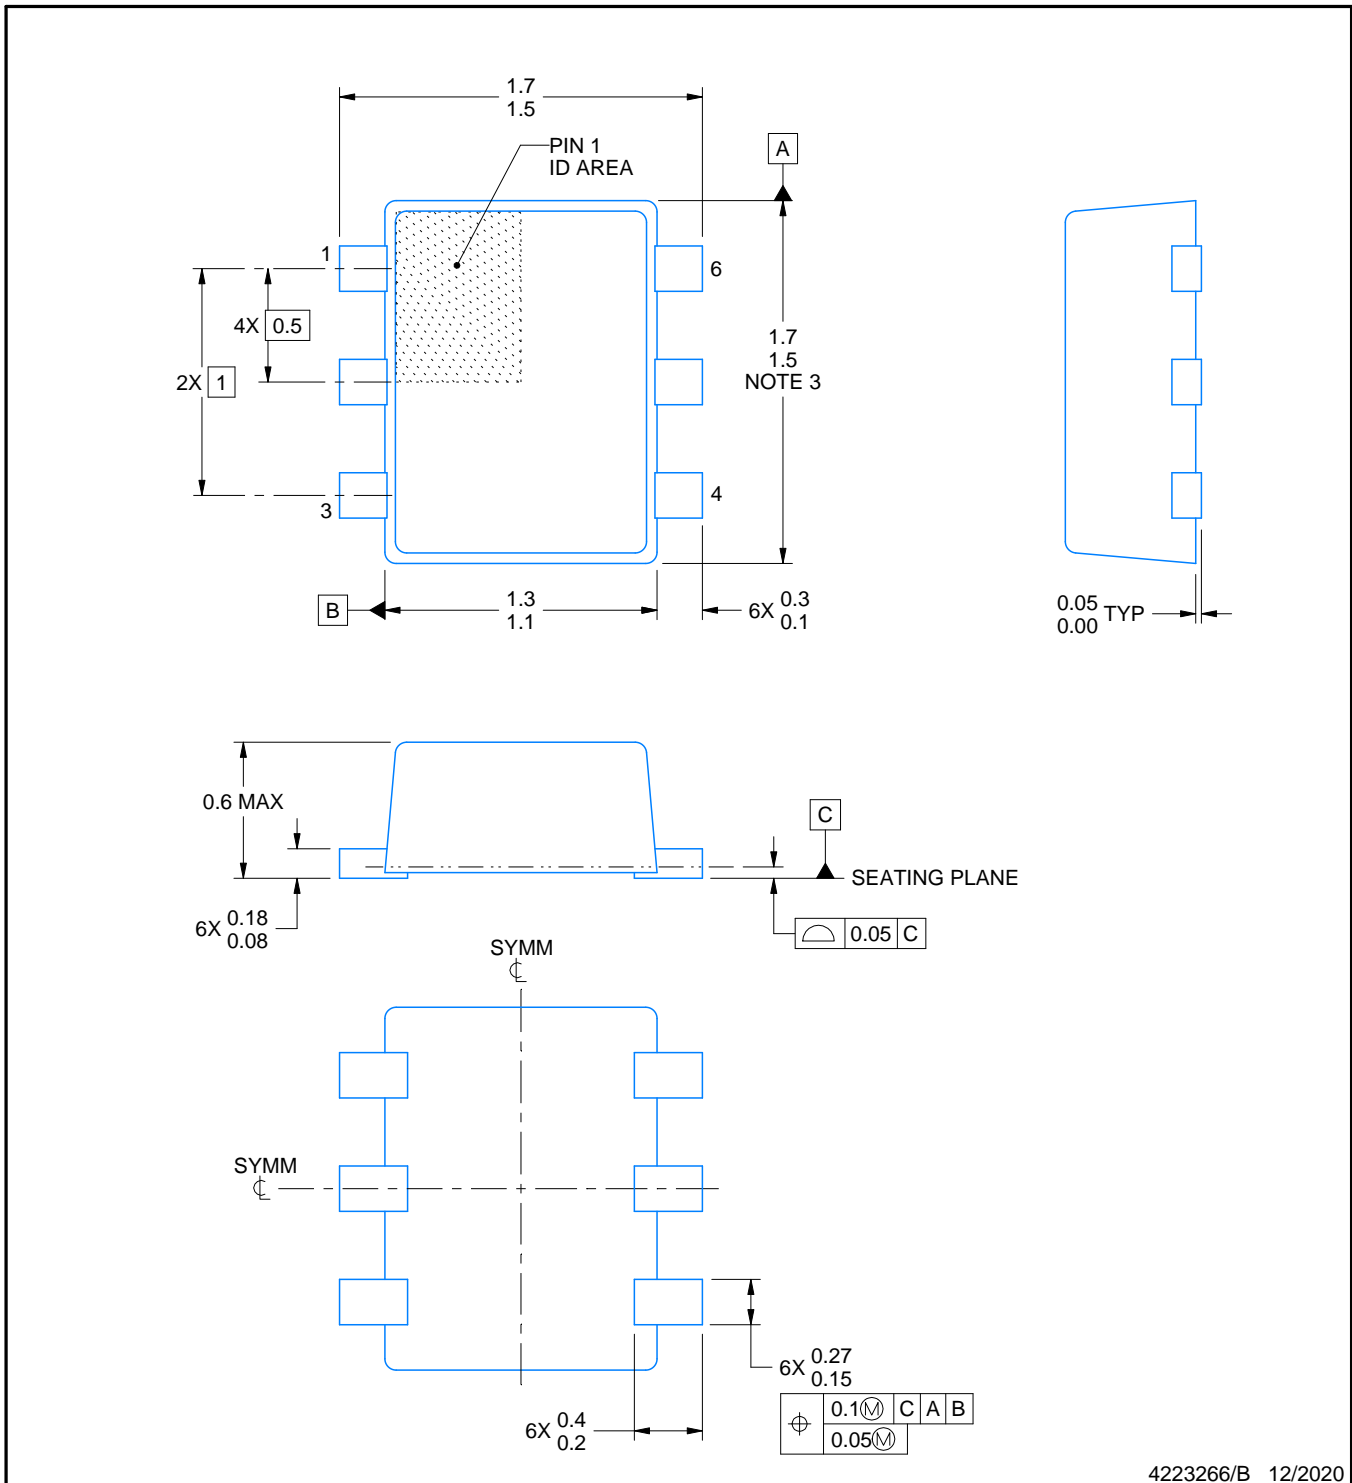 1.7
1.5
PIN 1
ID AREA
A
1
6
4X 0.5
1.7
1.5
NOTE 3
2X 1
3
4
B
1.3
1.1
6X 0.3
0.1
0.05
0.00 TYP
0.6 MAX
C
SEATING PLANE
6X 0.18
0.08
0.05 C
SYMM
SYMM
6X 0.27
0.15
0.1Ⓜ C A B
0.05Ⓜ
6X 0.4
0.2
4223266/B 12/2020